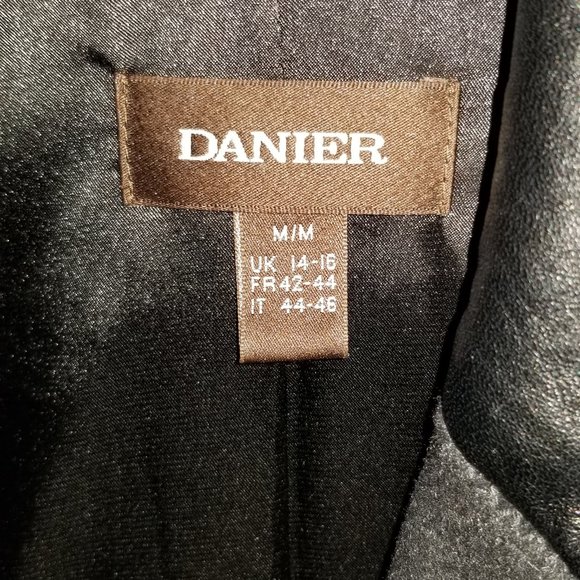 DANIER
M/M
UK 14-16
FR 42-44
IT 44-46